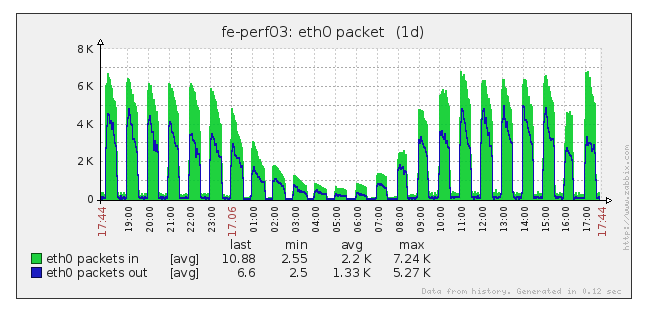 fe-perf03: eth0 packet (1d)
8 K
6 K
4 K
2 K
0
17:44
19:00
20:00
21:00
22:00
23:00
17.06
01:00
02:00
03:00
04:00
05:00
06:00
07:00
08:00
09:00
10:00
11:00
12:00
13:00
14:00
15:00
16:00
17:00
17:44
http://www.zabbix.com
last min avg max
eth0 packets in [avg] 10.88 2.55 2.2 K 7.24 K
eth0 packets out [avg] 6.6 2.5 1.33 K 5.27 K
Data from history. Generated in 0.12 sec